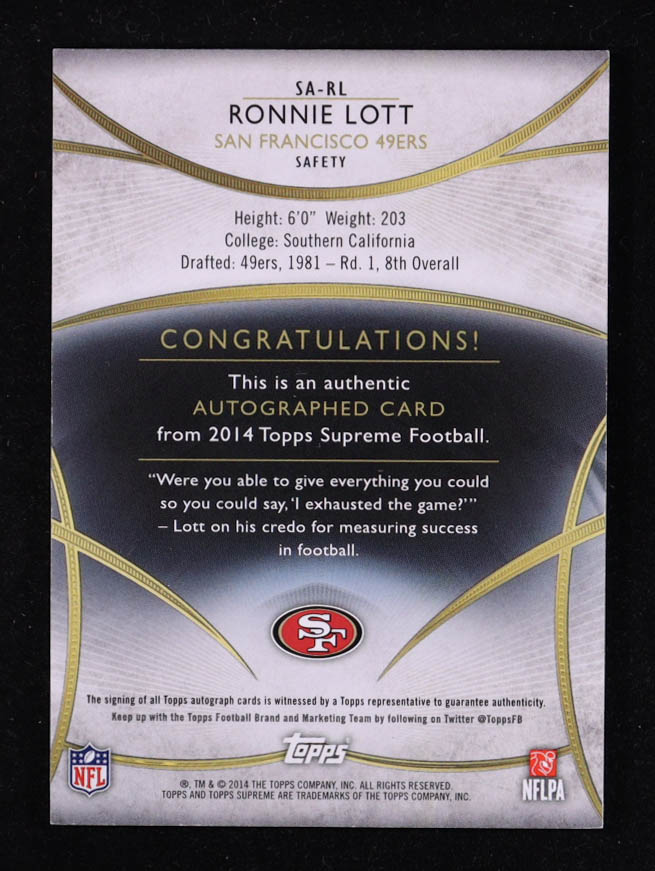 SA-RL
RONNIE LOTT
SAN FRANCISCO 49ERS
SAFETY
Height: 6'0" Weight: 203
College: Southern California
Drafted: 49ers, 1981 – Rd. 1, 8th Overall
CONGRATULATIONS!
This is an authentic
AUTOGRAPHED CARD
from 2014 Topps Supreme Football.
“Were you able to give everything you could
so you could say, ‘I exhausted the game?’”
– Lott on his credo for measuring success
in football.
SF
The signing of all Topps autograph cards is witnessed by a Topps representative to guarantee authenticity.
Keep up with the Topps Football Brand and Marketing Team by following on Twitter @ToppsFB
NFL
Topps
NFLPA
®, TM & © 2014 THE TOPPS COMPANY, INC. ALL RIGHTS RESERVED.
TOPPS AND TOPPS SUPREME ARE TRADEMARKS OF THE TOPPS COMPANY, INC.